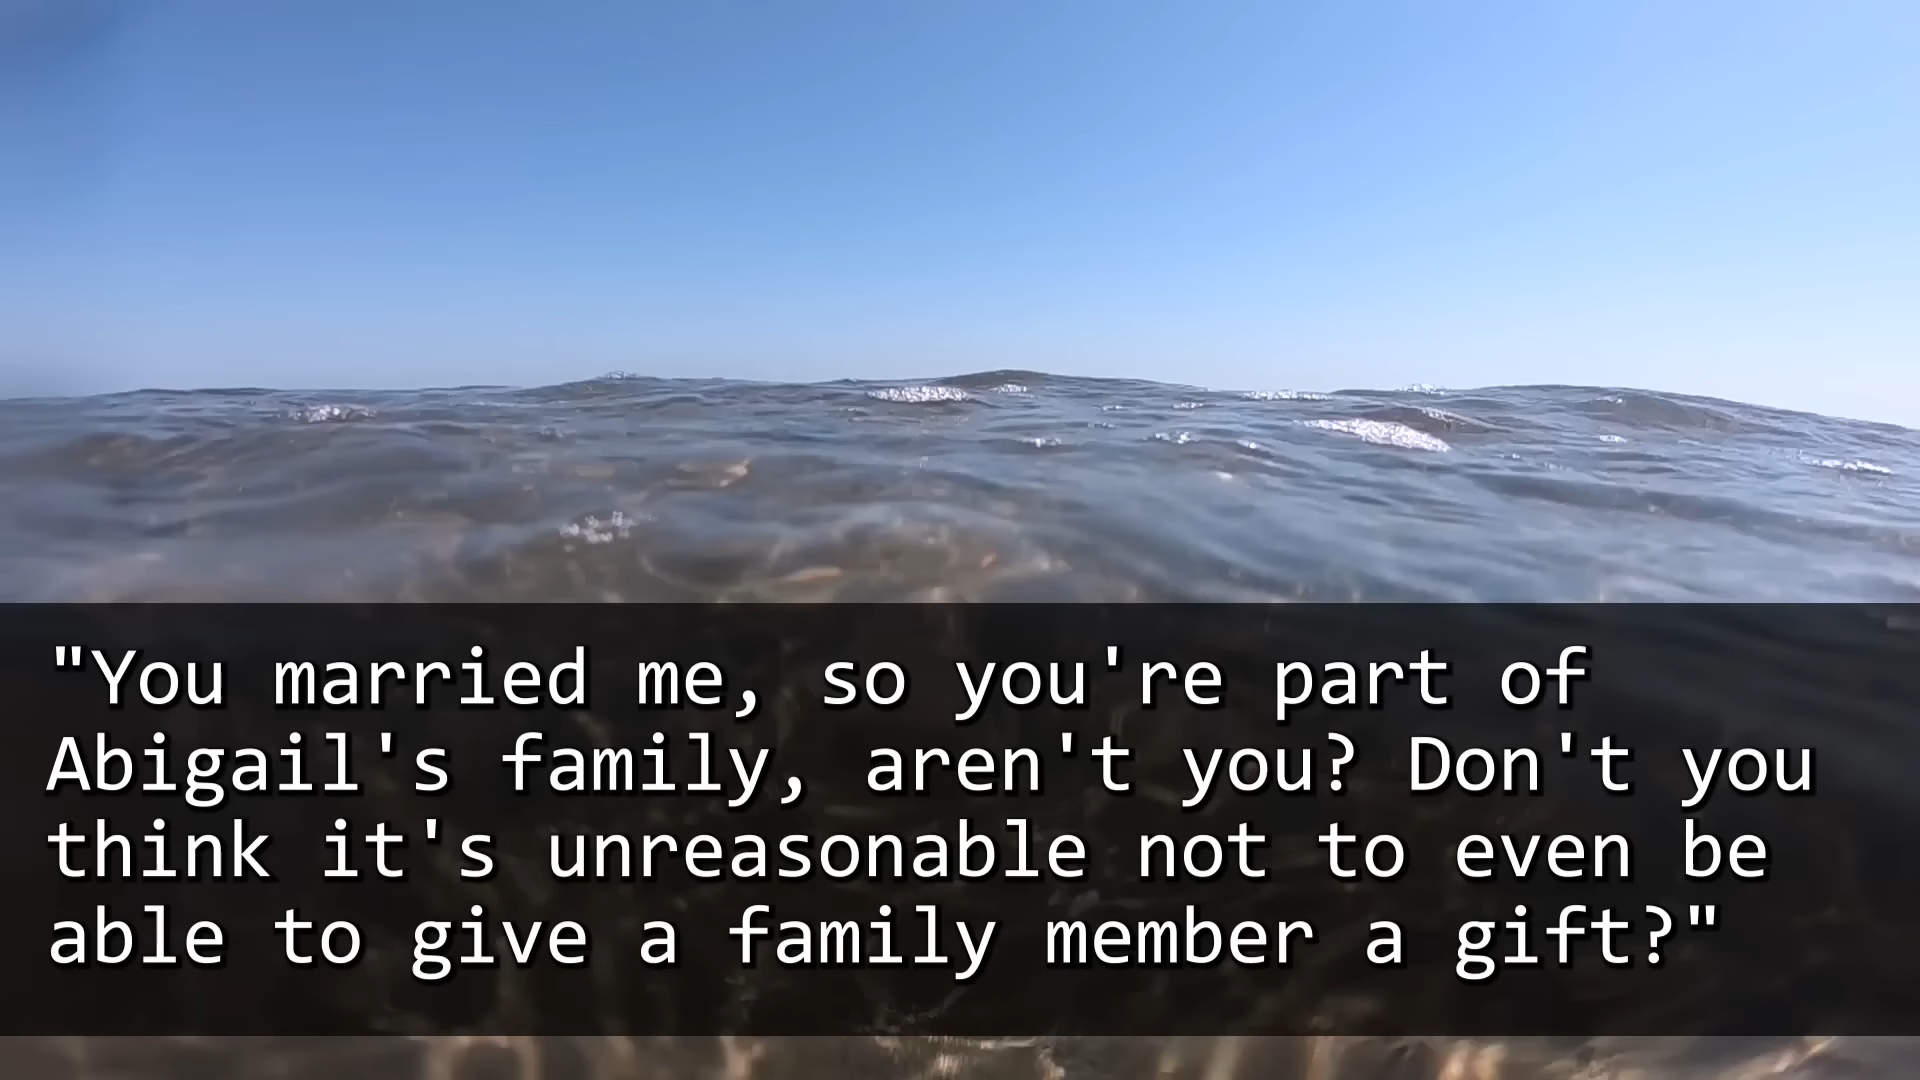 "You married me, so you're part of
Abigail's family, aren't you? Don't you
think it's unreasonable not to even be
able to give a family member a gift?"